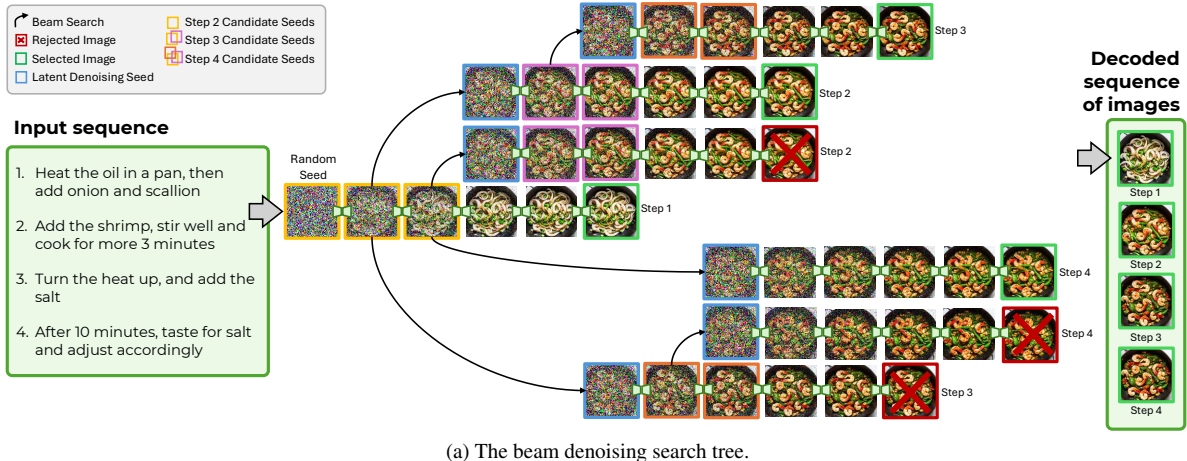 Beam Search
Rejected Image
Selected Image
Latent Denoising Seed
Step 2 Candidate Seeds
Step 3 Candidate Seeds
Step 4 Candidate Seeds
Input sequence
1. Heat the oil in a pan, then
add onion and scallion
2. Add the shrimp, stir well and
cook for more 3 minutes
3. Turn the heat up, and add the
salt
4. After 10 minutes, taste for salt
and adjust accordingly
Random
Seed
Step 3
Step 2
Step 2
Step 1
Step 4
Step 4
Step 3
Decoded
sequence
of images
Step 1
Step 2
Step 3
Step 4
(a) The beam denoising search tree.